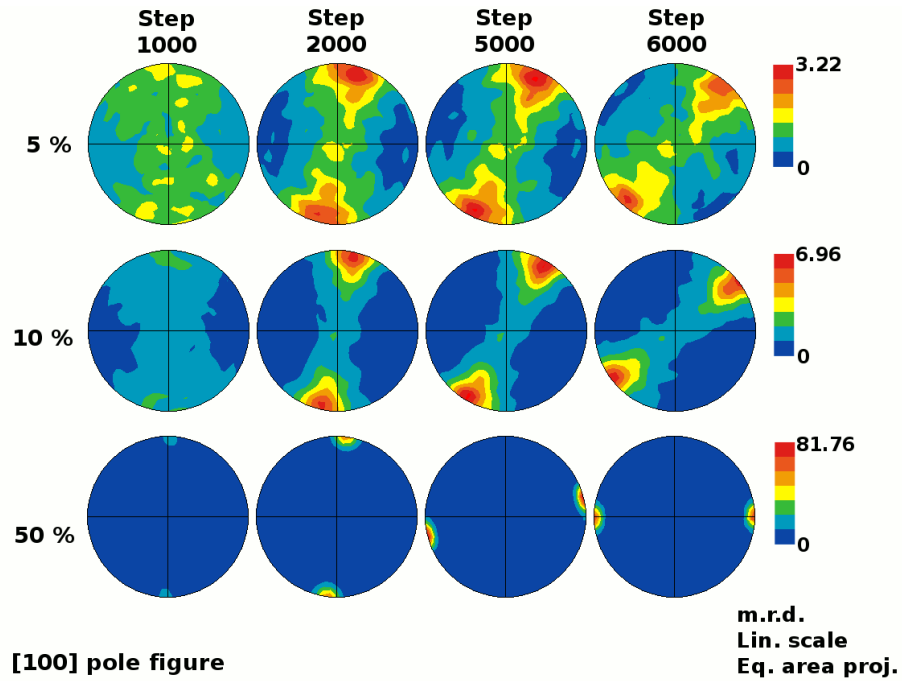 Step
1000
Step
2000
Step
5000
Step
6000
5 %
3.22
0
10 %
6.96
0
50 %
81.76
0
m.r.d.
Lin. scale
Eq. area proj.
[100] pole figure